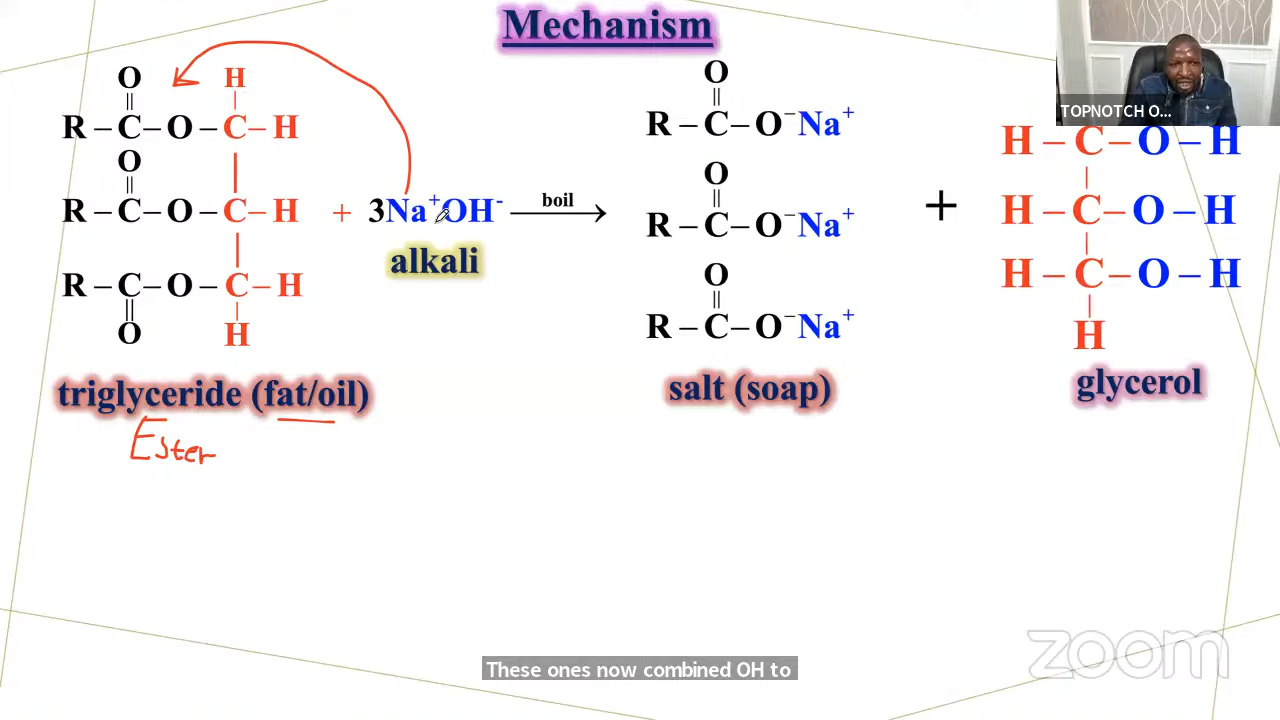 Mechanism
TOPNOTCH O...
O H
||  |
R – C – O – C – H
O
||  |
R – C – O – C – H + 3Na⁺OH⁻ boil
|
R – C – O – C – H
||  |
O H
alkali
O
||
R – C – O⁻Na⁺
O
||
R – C – O⁻Na⁺
O
||
R – C – O⁻Na⁺
+
H – C – O – H
|
H – C – O – H
|
H – C – O – H
|
H
triglyceride (fat/oil)
salt (soap)
glycerol
Ester
zoom
These ones now combined OH to